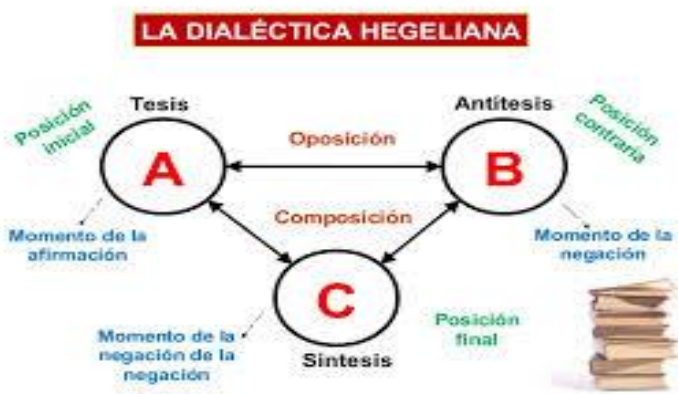 LA DIALÉCTICA HEGELIANA
Tesis
Antítesis
Posición
inicial
Posición
contraria
Oposición
A
B
Composición
Momento de la
afirmación
Momento de la
negación
C
Posición
final
Momento de la
negación de la
negación
Síntesis